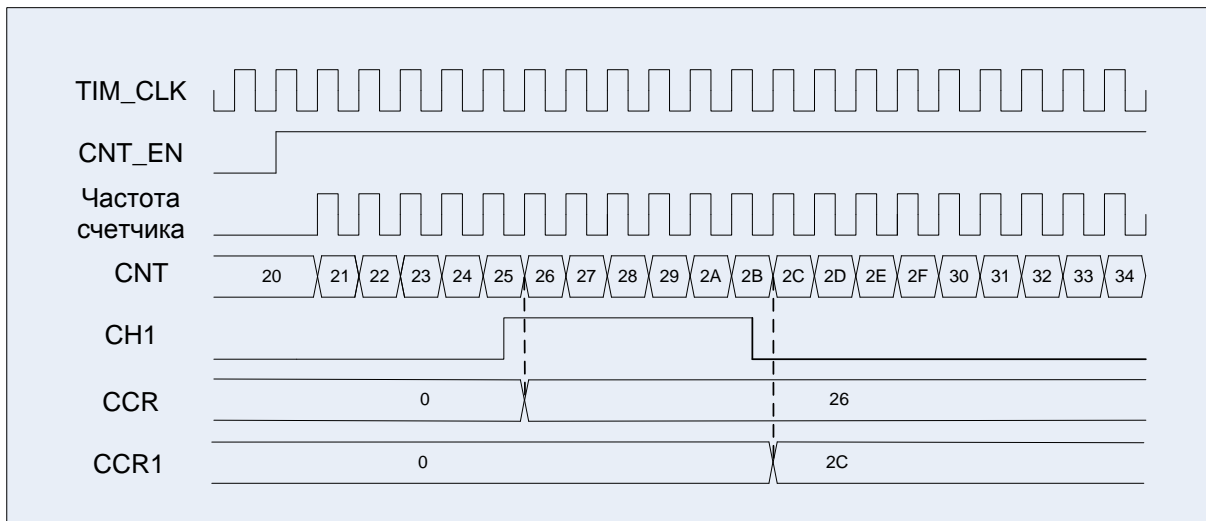 TIM_CLK
CNT_EN
Частота
счетчика
CNT 20 21 22 23 24 25 26 27 28 29 2A 2B 2C 2D 2E 2F 30 31 32 33 34
CH1
CCR 0 26
CCR1 0 2C